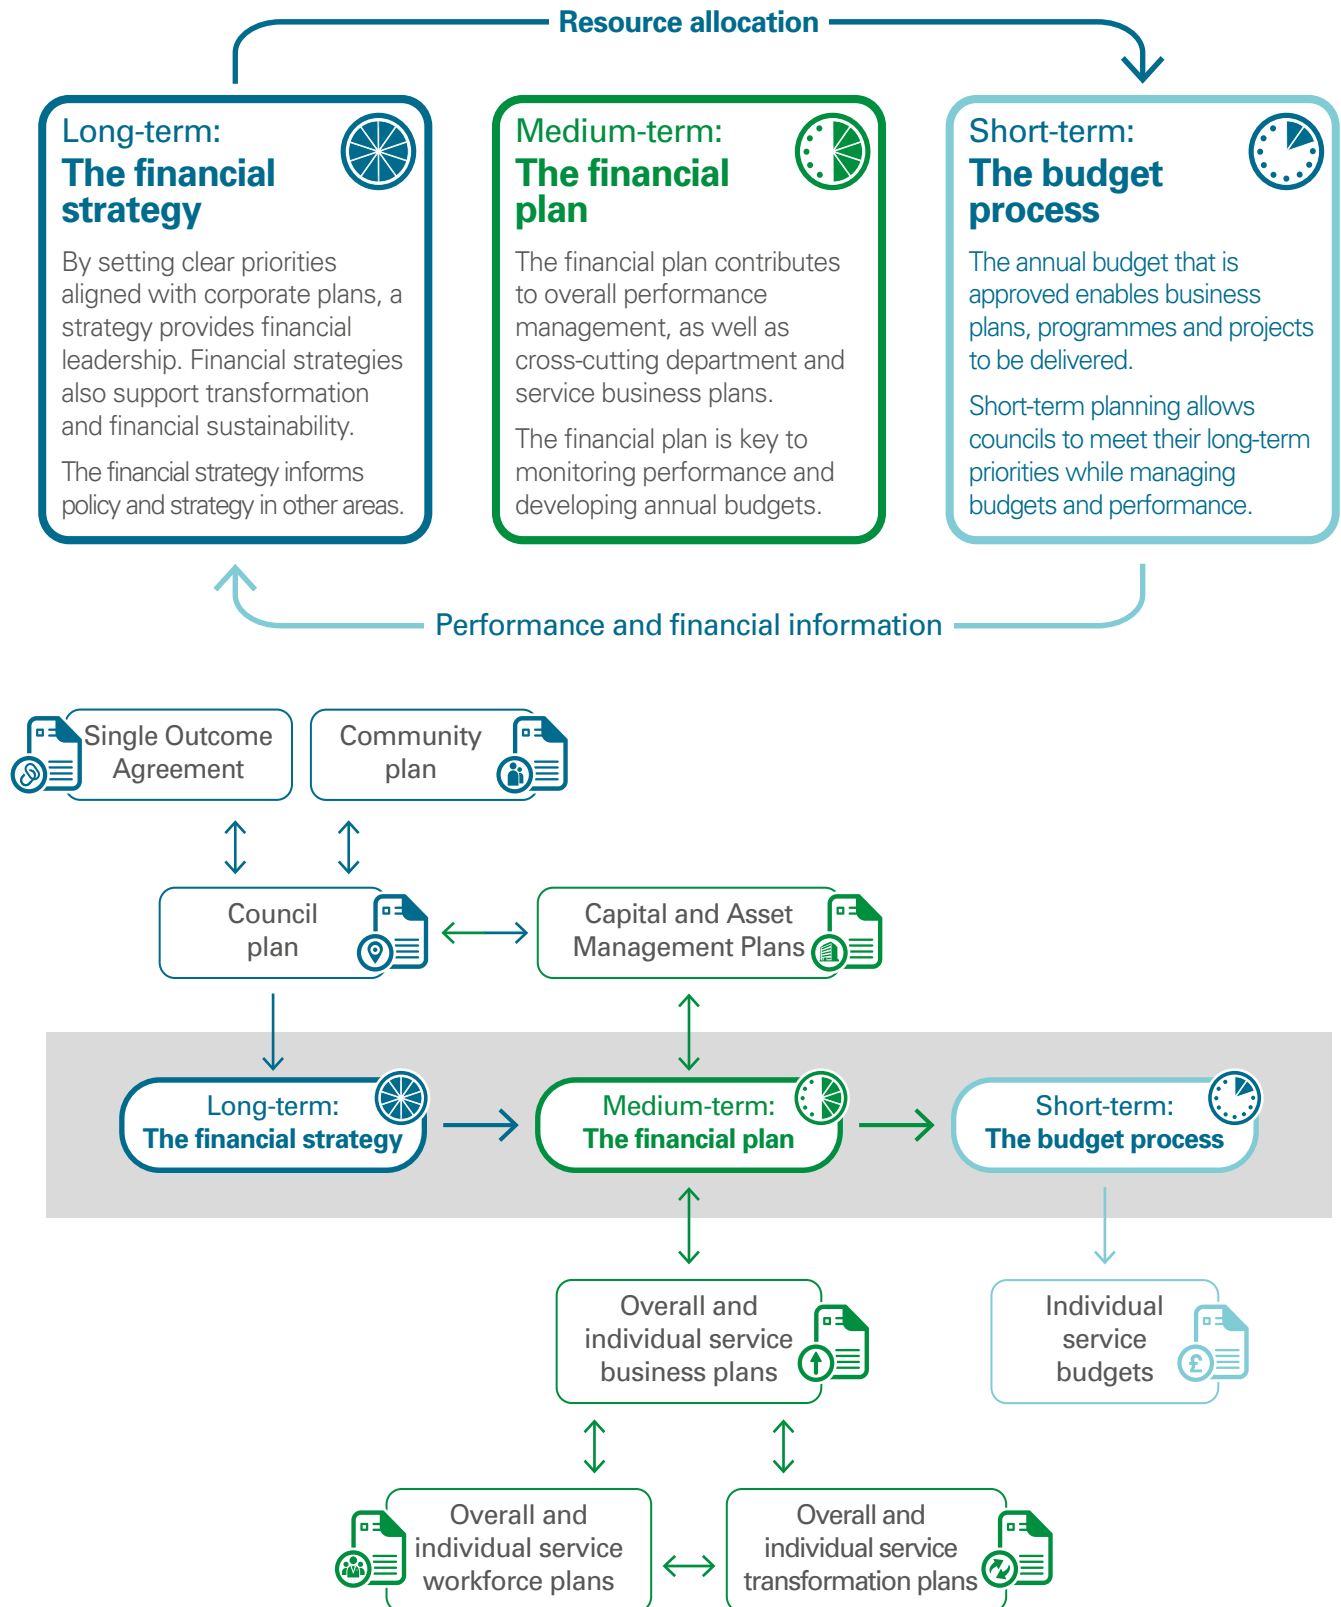 Resource allocation
Long-term:
The financial
strategy
By setting clear priorities
aligned with corporate plans, a
strategy provides financial
leadership. Financial strategies
also support transformation
and financial sustainability.
The financial strategy informs
policy and strategy in other areas.
Medium-term:
The financial
plan
The financial plan contributes
to overall performance
management, as well as
cross-cutting department and
service business plans.
The financial plan is key to
monitoring performance and
developing annual budgets.
Short-term:
The budget
process
The annual budget that is
approved enables business
plans, programmes and projects
to be delivered.
Short-term planning allows
councils to meet their long-term
priorities while managing
budgets and performance.
Performance and financial information
Single Outcome
Agreement
Community
plan
Council
plan
Capital and Asset
Management Plans
Long-term:
The financial strategy
Medium-term:
The financial plan
Short-term:
The budget process
Overall and
individual service
business plans
Individual
service
budgets
£
Overall and
individual service
workforce plans
Overall and
individual service
transformation plans